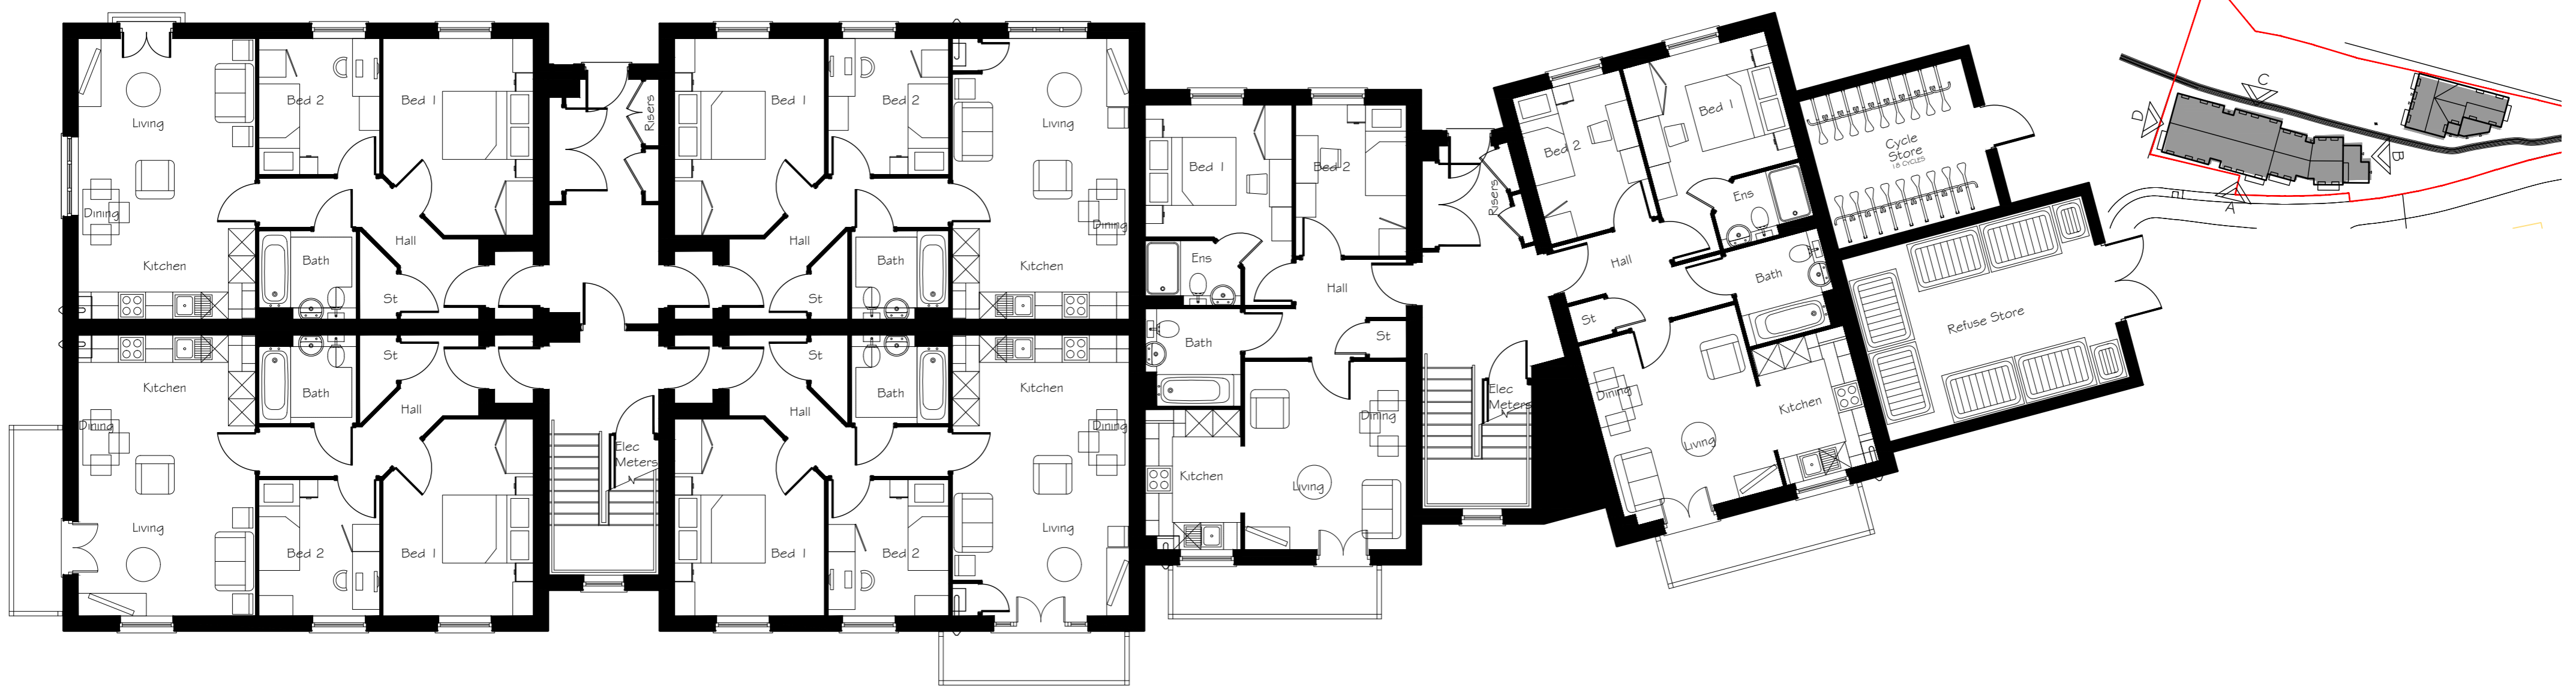 Living
Dining
Kitchen
Bed 2
Bed 1
Hall
Bath
St
Risers
Bed 1
Bed 2
Living
Dining
Kitchen
Hall
Bath
St
Kitchen
Dining
Living
Bath
St
Hall
Bed 2
Bed 1
Elec
Meters
St
Bath
Hall
Bed 1
Bed 2
Kitchen
Dining
Living
Bed 1
Bed 2
Ens
Hall
Bath
St
Kitchen
Dining
Living
Risers
Elec
Meters
Bed 2
Bed 1
Ens
Hall
Bath
St
Dining
Living
Kitchen
Cycle
Store
18 CYCLES
Refuse Store
A
B
C
D